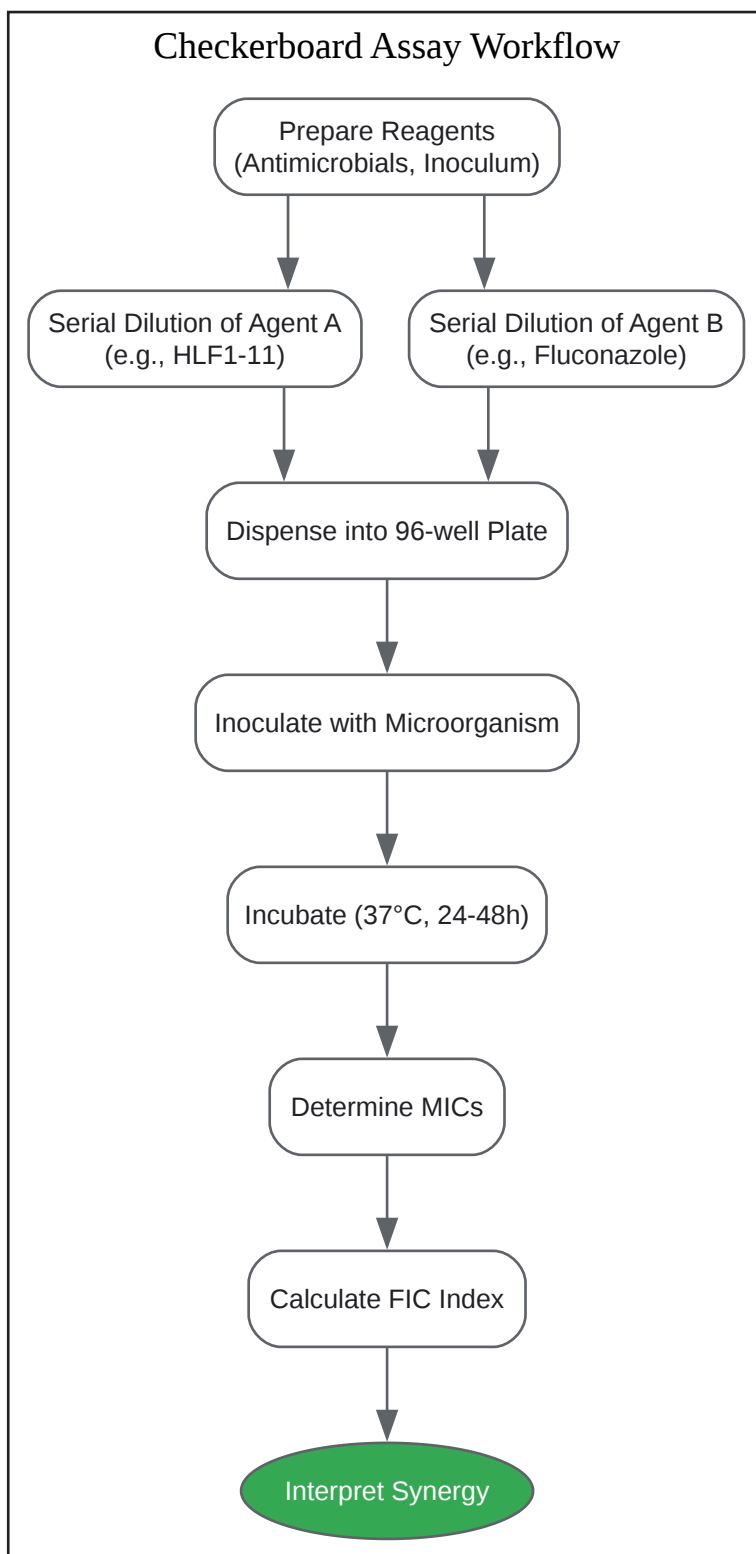 Checkerboard Assay Workflow
Prepare Reagents
(Antimicrobials, Inoculum)
Serial Dilution of Agent A
(e.g., HLF1-11)
Serial Dilution of Agent B
(e.g., Fluconazole)
Dispense into 96-well Plate
Inoculate with Microorganism
Incubate (37°C, 24-48h)
Determine MICs
Calculate FIC Index
Interpret Synergy